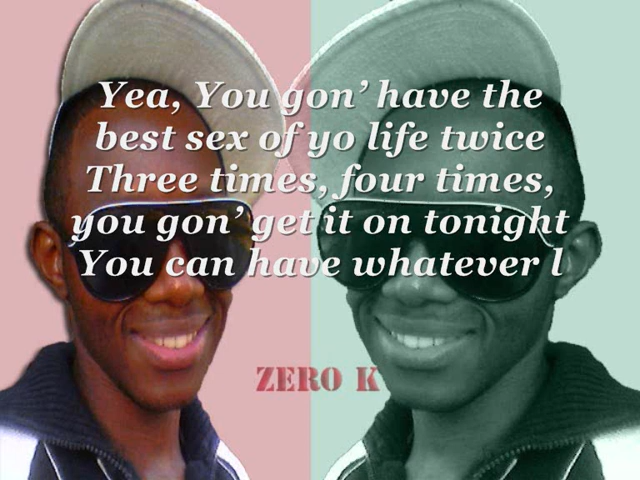 Yea, You gon’ have the
best sex of yo life twice
Three times, four times,
you gon’ get it on tonight
You can have whatever l
ZERO K